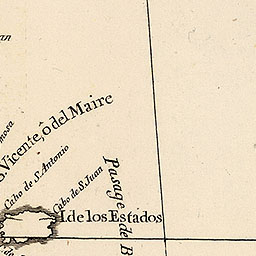 S. Vicente, ò del Maire
Cabo de S. Antonio
Cabo de S. Juan
I. de los Estados
Pasage de B